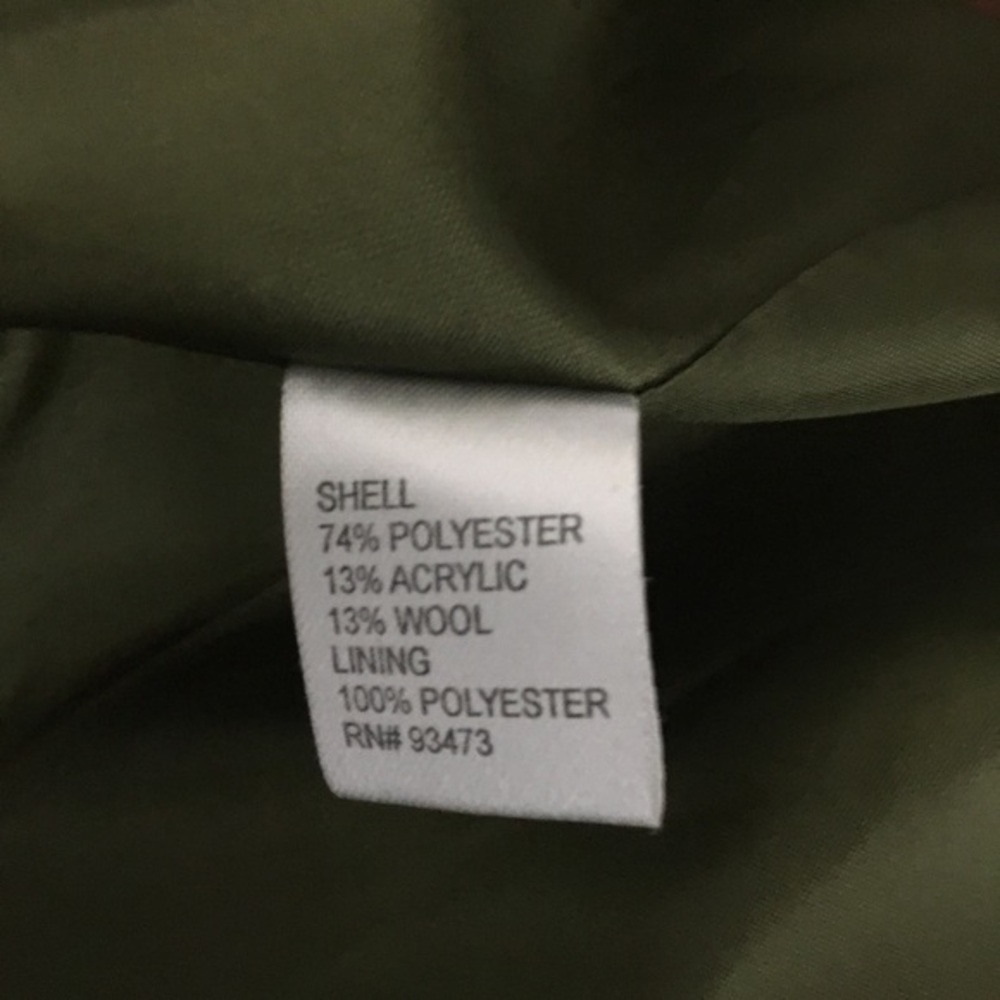 SHELL
74% POLYESTER
13% ACRYLIC
13% WOOL
LINING
100% POLYESTER
RN# 93473